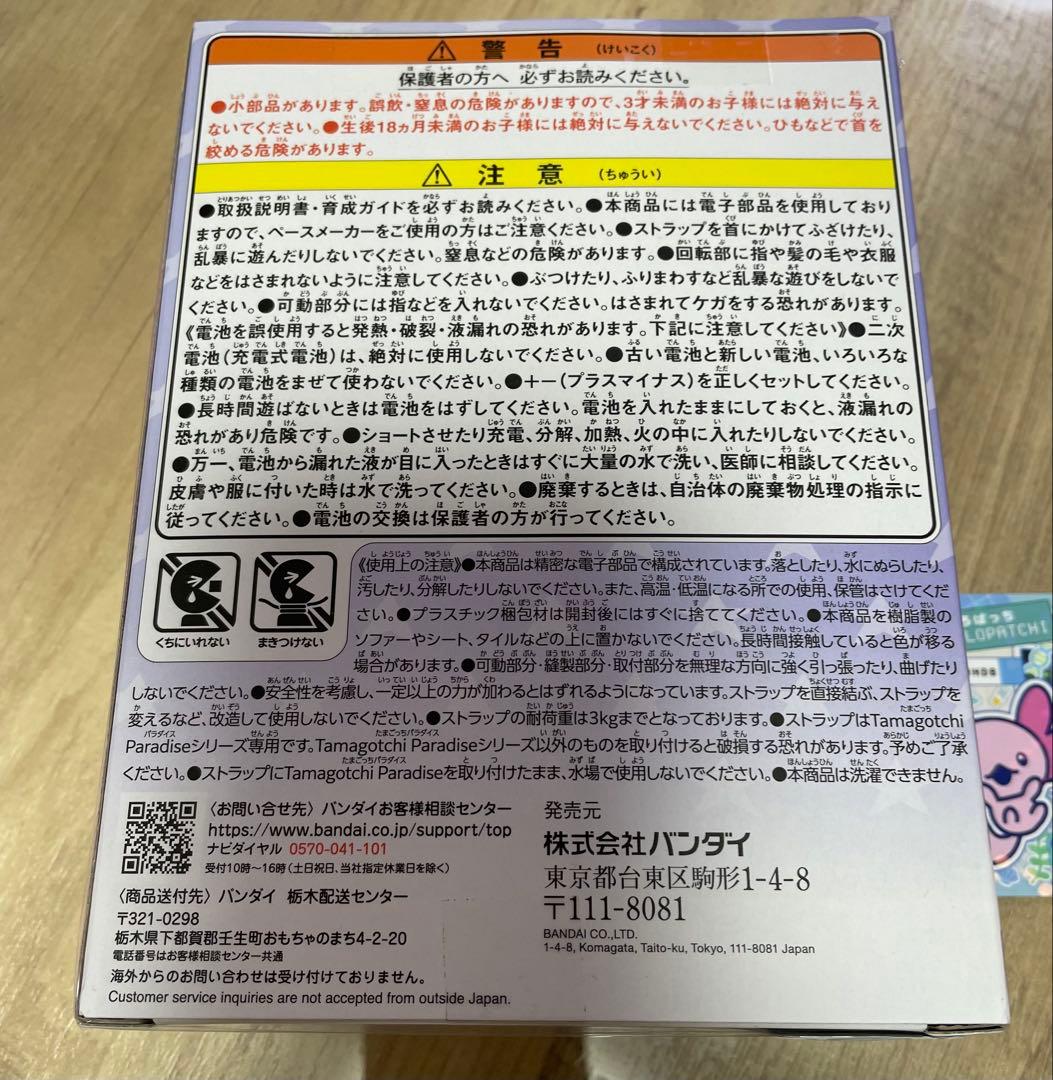 ⚠ 警告 (けいこく)
保護者の方へ 必ずお読みください。
●小部品があります。誤飲・窒息の危険がありますので、3才未満のお子様には絶対に与え
ないでください。●生後18ヵ月未満のお子様には絶対に与えないでください。ひもなどで首を
絞める危険があります。
⚠ 注意 (ちゅうい)
●取扱説明書・育成ガイドを必ずお読みください。●本商品には電子部品を使用しており
ますので、ペースメーカーをご使用の方はご注意ください。●ストラップを首にかけてふざけたり、
乱暴に遊んだりしないでください。窒息などの危険があります。●回転部に指や髪の毛や衣服
などをはさまれないように注意してください。●ぶつけたり、ふりまわすなど乱暴な遊びをしないで
ください。●可動部分には指などを入れないでください。はさまれてケガをする恐れがあります。
《電池を誤使用すると発熱・破裂・液漏れの恐れがあります。下記に注意してください》●二次
電池(充電式電池)は、絶対に使用しないでください。●古い電池と新しい電池、いろいろな
種類の電池をまぜて使わないでください。●+-(プラスマイナス)を正しくセットしてください。
●長時間遊ばないときは電池をはずしてください。電池を入れたままにしておくと、液漏れの
恐れがあり危険です。●ショートさせたり充電、分解、加熱、火の中に入れたりしないでください。
●万一、電池から漏れた液が目に入ったときはすぐに大量の水で洗い、医師に相談してください。
皮膚や服に付いた時は水で洗ってください。●廃棄するときは、自治体の廃棄物処理の指示に
従ってください。●電池の交換は保護者の方が行ってください。
くちにいれない
まきつけない
《使用上の注意》●本商品は精密な電子部品で構成されています。落としたり、水にぬらしたり、
汚したり、分解したりしないでください。また、高温・低温になる所での使用、保管はさけてくだ
さい。●プラスチック梱包材は開封後にはすぐに捨ててください。●本商品を樹脂製の
ソファーやシート、タイルなどの上に置かないでください。長時間接触していると色が移る
場合があります。●可動部分・縫製部分・取付部分を無理な方向に強く引っ張ったり、曲げたり
しないでください。●安全性を考慮し、一定以上の力が加わるとはずれるようになっています。ストラップを直接結ぶ、ストラップを
変えるなど、改造して使用しないでください。●ストラップの耐荷重は3kgまでとなっております。●ストラップはTamagotchi
Paradiseシリーズ専用です。Tamagotchi Paradiseシリーズ以外のものを取り付けると破損する恐れがあります。予めご了承
ください。●ストラップにTamagotchi Paradiseを取り付けたまま、水場で使用しないでください。●本商品は洗濯できません。
〈お問い合せ先〉バンダイお客様相談センター
https://www.bandai.co.jp/support/top
ナビダイヤル 0570-041-101
受付10時〜16時(土日祝日、当社指定休業日を除く)
〈商品送付先〉バンダイ 栃木配送センター
〒321-0298
栃木県下都賀郡壬生町おもちゃのまち4-2-20
電話番号はお客様センター共通
海外からのお問い合わせは受け付けておりません。
Customer service inquiries are not accepted from outside Japan.
発売元
株式会社バンダイ
東京都台東区駒形1-4-8
〒111-8081
BANDAI CO.,LTD.
1-4-8, Komagata, Taito-ku, Tokyo, 111-8081 Japan
ぱっち
LOPATCHI